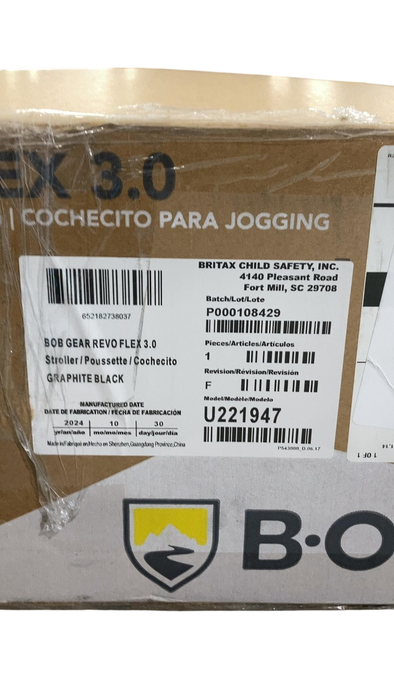 EX 3.0
| COCHECITO PARA JOGGING
BRITAX CHILD SAFETY, INC.
4140 Pleasant Road
Fort Mill, SC 29708
652182738037
BOB GEAR REVO FLEX 3.0
Stroller/Poussette/Cochecito
GRAPHITE BLACK
MANUFACTURED DATE
DATE DE FABRICATION / FECHA DE FABRICACIÓN
2024 | 10 | 30
yr/an/año | mo/mo/mes | day/jour/día
Made in/Fabriqué en/Hecho en Shenzhen, Guangdong Province, China
Batch/Lot/Lote
P000108429
Pieces/Articles/Artículos
1
Revision/Révision/Revisión
F
Model/Modèle/Modelo
U221947
1 OF 1
B·O